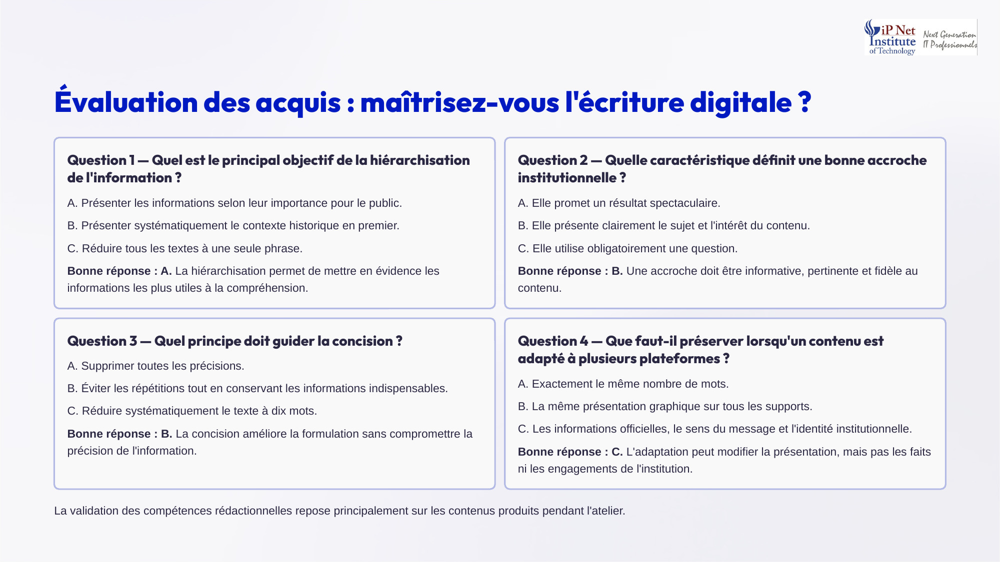 iP Net
Institute
of Technology
Next Generation
IT Professionnels
Évaluation des acquis : maîtrisez-vous l'écriture digitale ?
Question 1 — Quel est le principal objectif de la hiérarchisation
de l'information ?
A. Présenter les informations selon leur importance pour le public.
B. Présenter systématiquement le contexte historique en premier.
C. Réduire tous les textes à une seule phrase.
Bonne réponse : A. La hiérarchisation permet de mettre en évidence les
informations les plus utiles à la compréhension.
Question 2 — Quelle caractéristique définit une bonne accroche
institutionnelle ?
A. Elle promet un résultat spectaculaire.
B. Elle présente clairement le sujet et l'intérêt du contenu.
C. Elle utilise obligatoirement une question.
Bonne réponse : B. Une accroche doit être informative, pertinente et fidèle au
contenu.
Question 3 — Quel principe doit guider la concision ?
A. Supprimer toutes les précisions.
B. Éviter les répétitions tout en conservant les informations indispensables.
C. Réduire systématiquement le texte à dix mots.
Bonne réponse : B. La concision améliore la formulation sans compromettre la
précision de l'information.
Question 4 — Que faut-il préserver lorsqu'un contenu est
adapté à plusieurs plateformes ?
A. Exactement le même nombre de mots.
B. La même présentation graphique sur tous les supports.
C. Les informations officielles, le sens du message et l'identité institutionnelle.
Bonne réponse : C. L'adaptation peut modifier la présentation, mais pas les faits
ni les engagements de l'institution.
La validation des compétences rédactionnelles repose principalement sur les contenus produits pendant l'atelier.